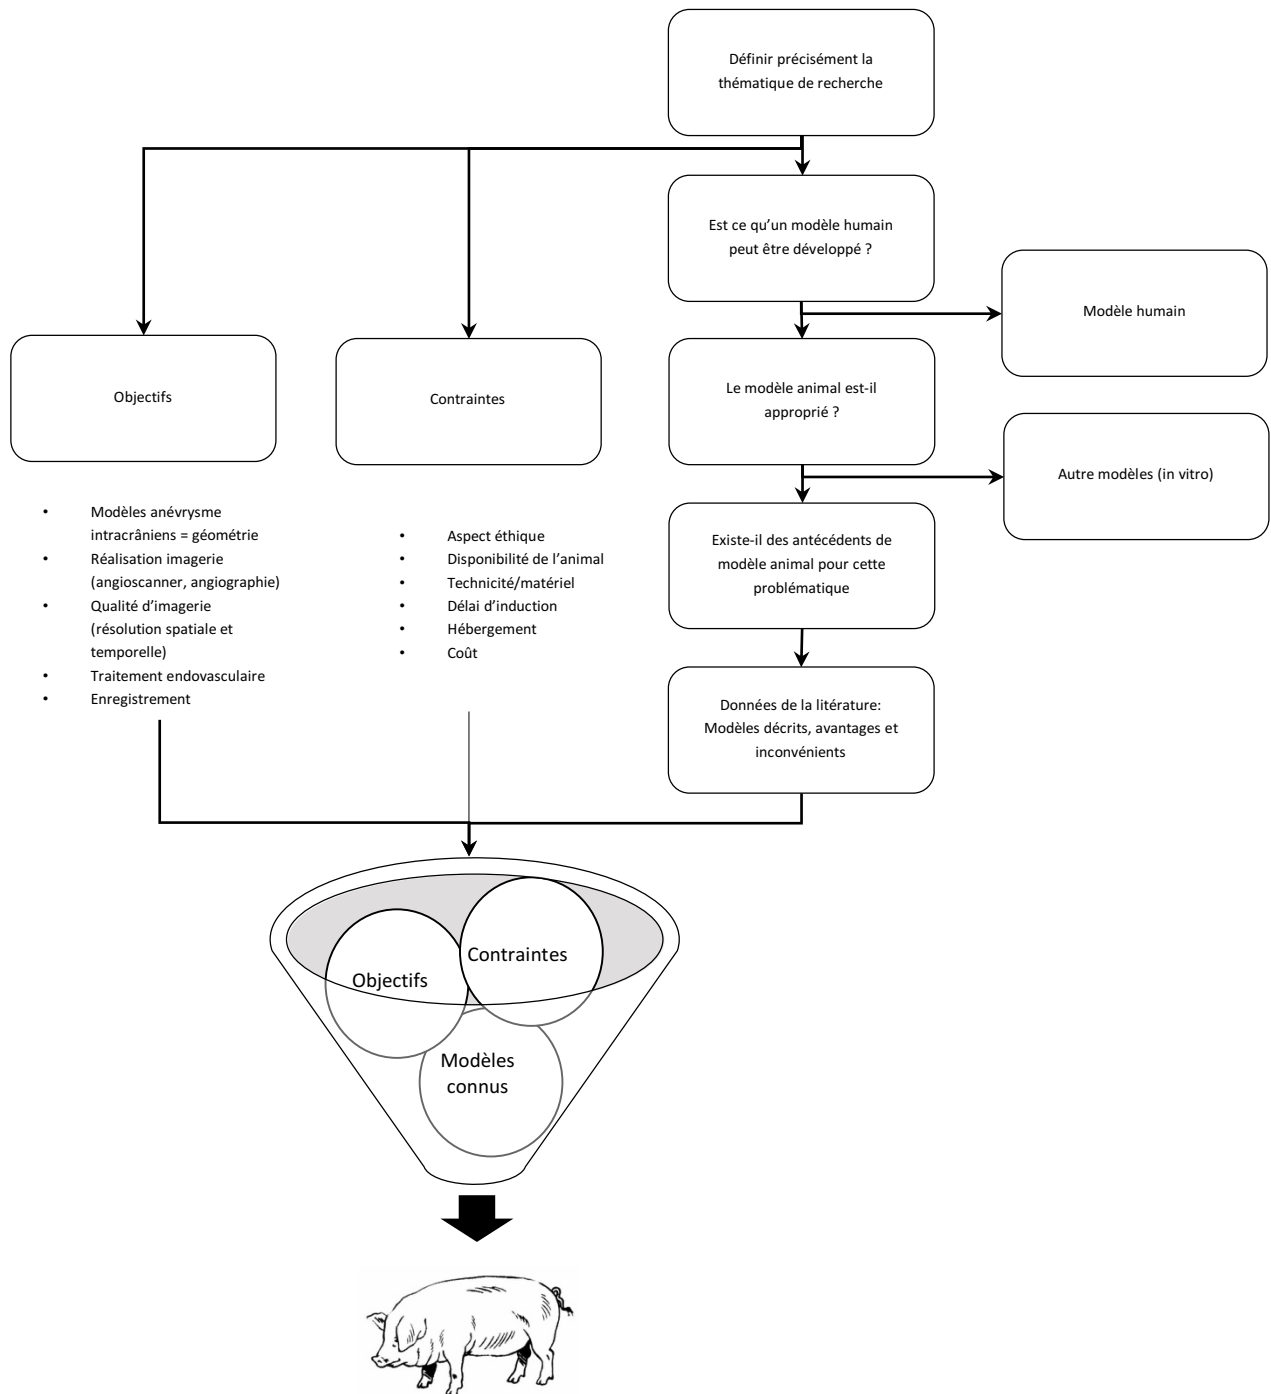 Définir précisément la
thématique de recherche
Est ce qu’un modèle humain
peut être développé ?
Modèle humain
Objectifs
Contraintes
Le modèle animal est-il
approprié ?
Autre modèles (in vitro)
• Modèles anévrysme
intracrâniens = géométrie
• Réalisation imagerie
(angioscanner, angiographie)
• Qualité d’imagerie
(résolution spatiale et
temporelle)
• Traitement endovasculaire
• Enregistrement
• Aspect éthique
• Disponibilité de l’animal
• Technicité/matériel
• Délai d’induction
• Hébergement
• Coût
Existe-il des antécédents de
modèle animal pour cette
problématique
Données de la litérature:
Modèles décrits, avantages et
inconvénients
Contraintes
Objectifs
Modèles
connus